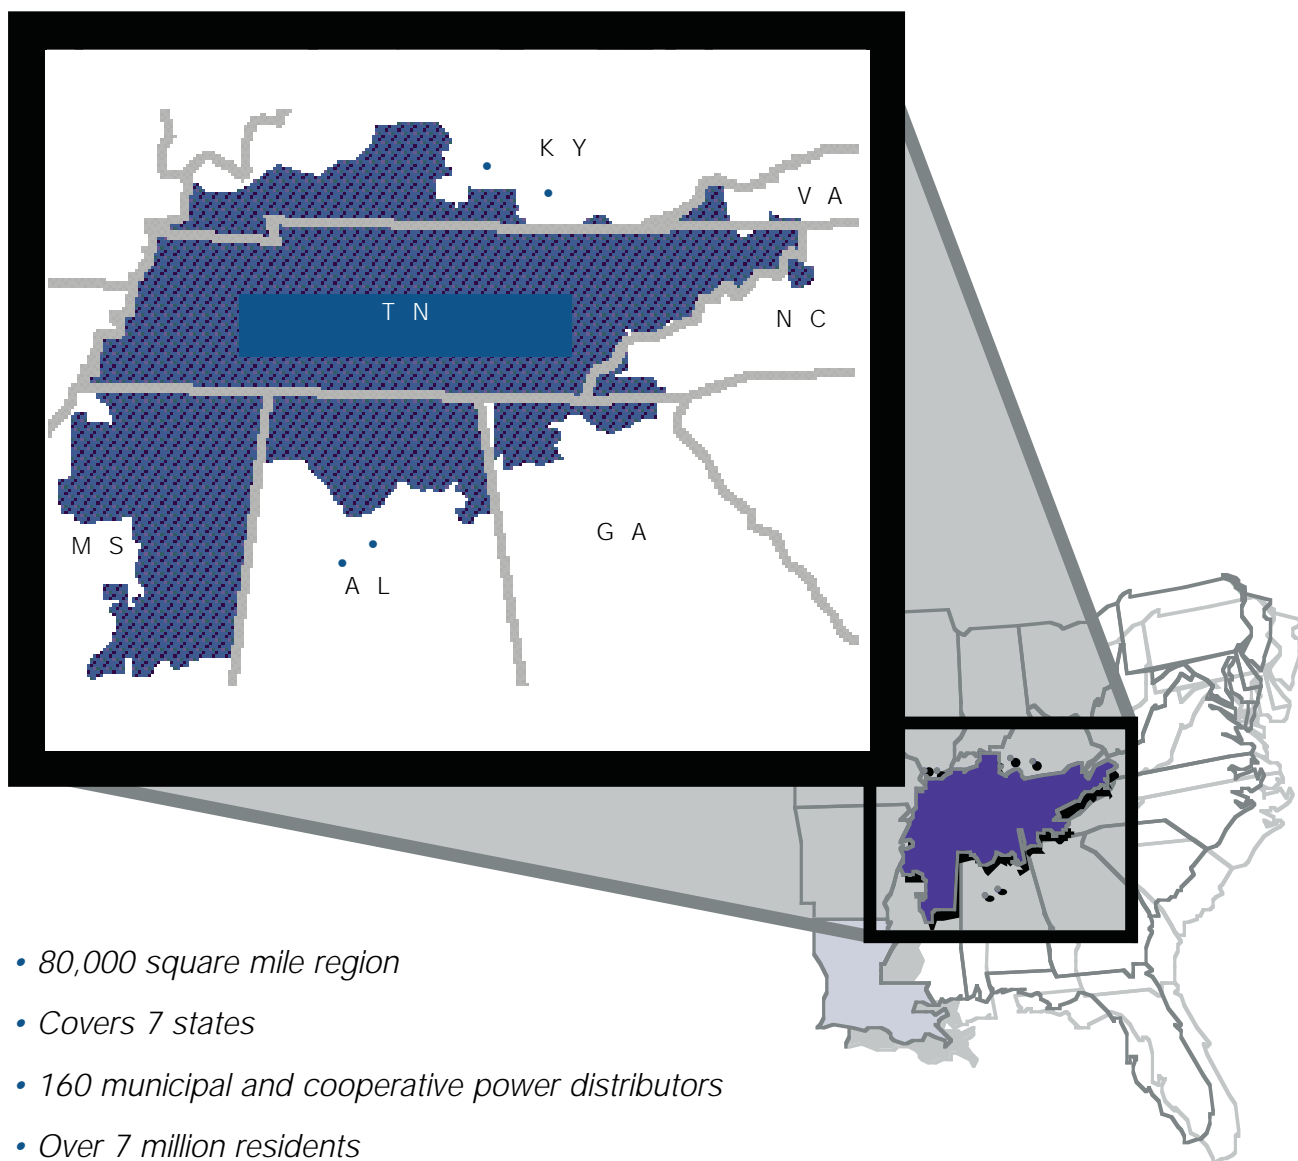 K Y
V A
T N
N C
M S
G A
A L
• 80,000 square mile region
• Covers 7 states
• 160 municipal and cooperative power distributors
• Over 7 million residents